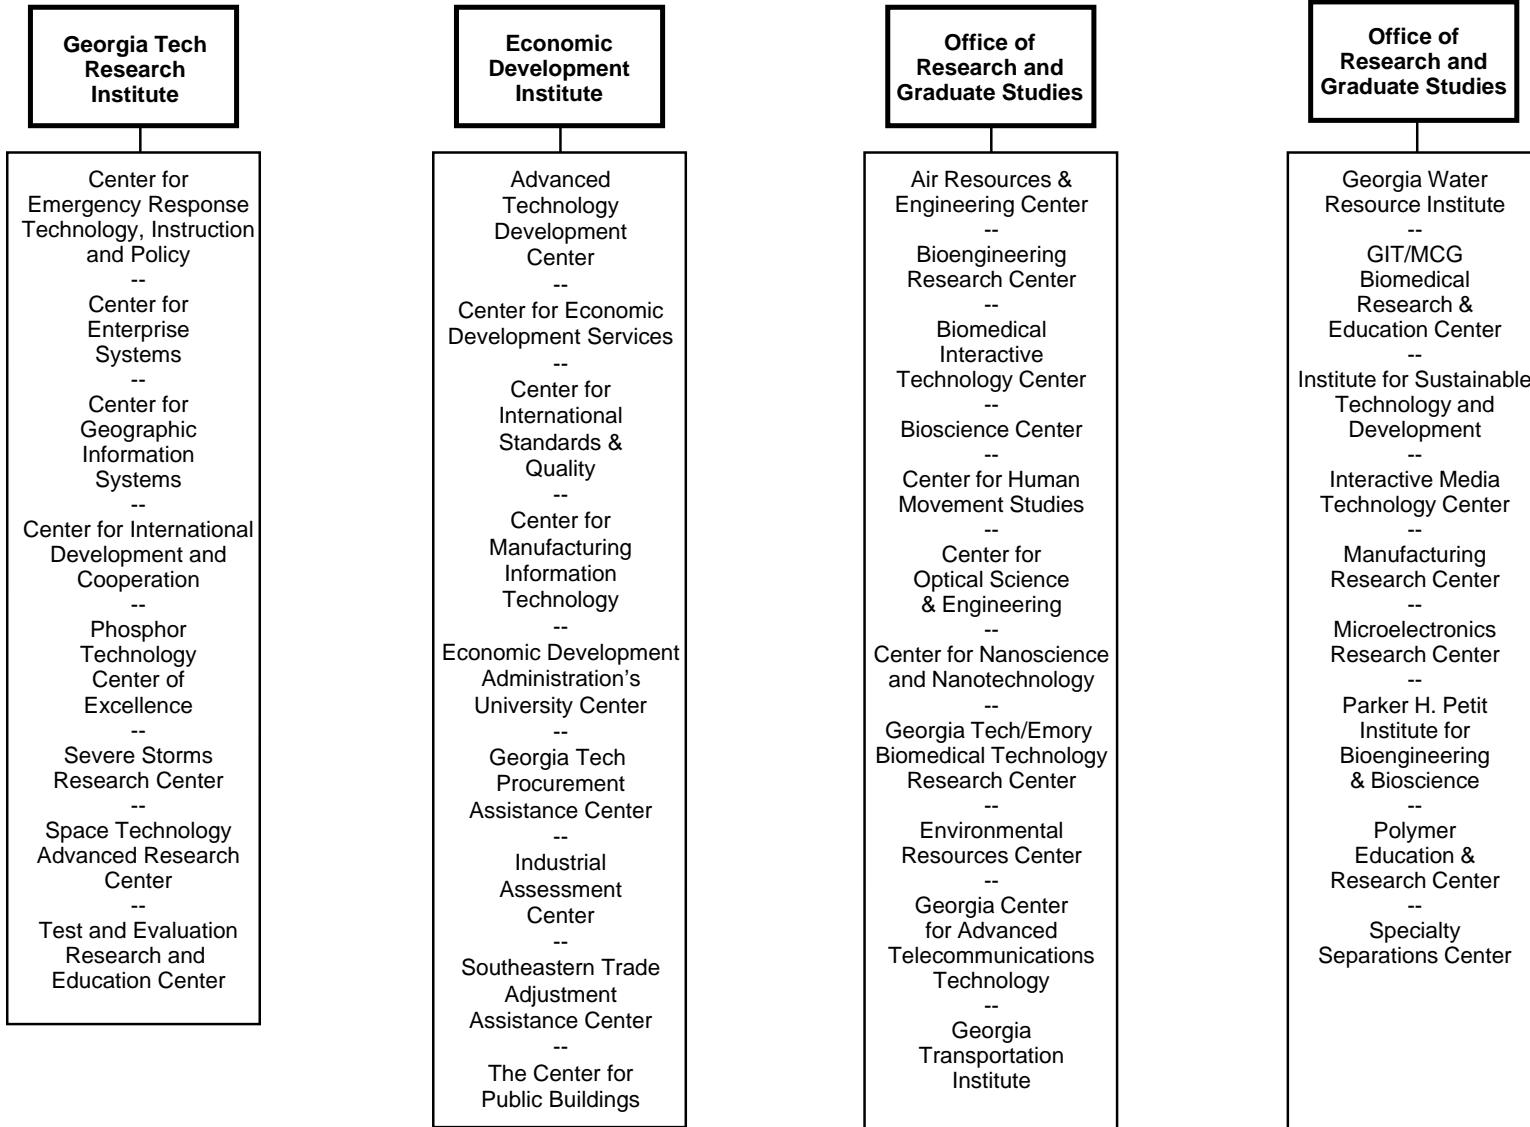 Georgia Tech
Research
Institute
Center for
Emergency Response
Technology, Instruction
and Policy
--
Center for
Enterprise
Systems
--
Center for
Geographic
Information
Systems
--
Center for International
Development and
Cooperation
--
Phosphor
Technology
Center of
Excellence
--
Severe Storms
Research Center
--
Space Technology
Advanced Research
Center
--
Test and Evaluation
Research and
Education Center
Economic
Development
Institute
Advanced
Technology
Development
Center
--
Center for Economic
Development Services
--
Center for
International
Standards &
Quality
--
Center for
Manufacturing
Information
Technology
--
Economic Development
Administration’s
University Center
--
Georgia Tech
Procurement
Assistance Center
--
Industrial
Assessment
Center
--
Southeastern Trade
Adjustment
Assistance Center
--
The Center for
Public Buildings
Office of
Research and
Graduate Studies
Air Resources &
Engineering Center
--
Bioengineering
Research Center
--
Biomedical
Interactive
Technology Center
--
Bioscience Center
--
Center for Human
Movement Studies
--
Center for
Optical Science
& Engineering
--
Center for Nanoscience
and Nanotechnology
--
Georgia Tech/Emory
Biomedical Technology
Research Center
--
Environmental
Resources Center
--
Georgia Center
for Advanced
Telecommunications
Technology
--
Georgia
Transportation
Institute
Office of
Research and
Graduate Studies
Georgia Water
Resource Institute
--
GIT/MCG
Biomedical
Research &
Education Center
--
Institute for Sustainable
Technology and
Development
--
Interactive Media
Technology Center
--
Manufacturing
Research Center
--
Microelectronics
Research Center
--
Parker H. Petit
Institute for
Bioengineering
& Bioscience
--
Polymer
Education &
Research Center
--
Specialty
Separations Center